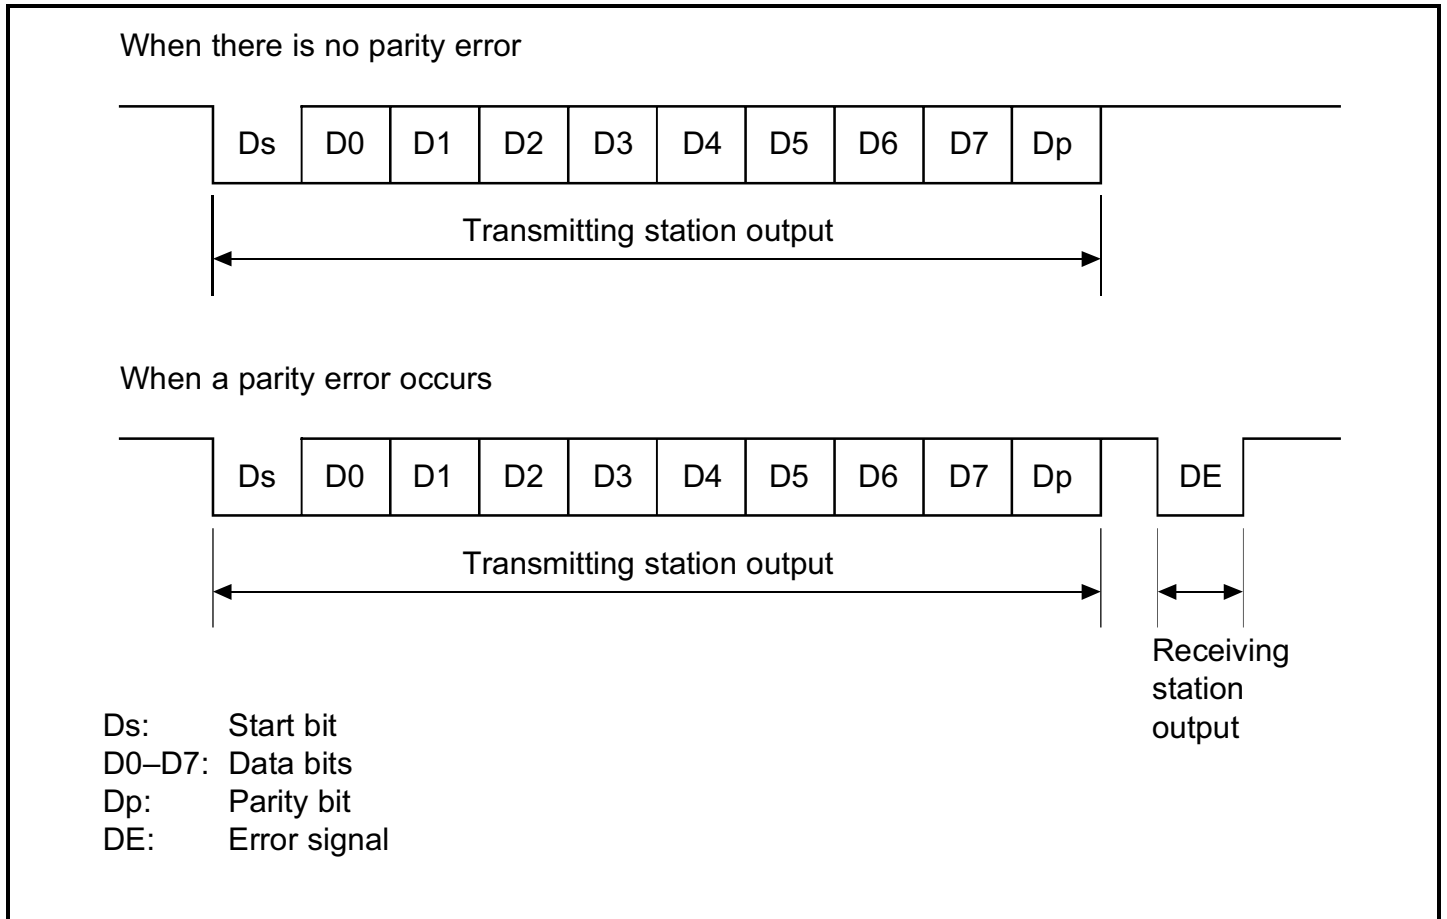 When there is no parity error
Ds D0 D1 D2 D3 D4 D5 D6 D7 Dp
Transmitting station output
When a parity error occurs
Ds D0 D1 D2 D3 D4 D5 D6 D7 Dp DE
Transmitting station output
Receiving
station
output
Ds: Start bit
D0–D7: Data bits
Dp: Parity bit
DE: Error signal